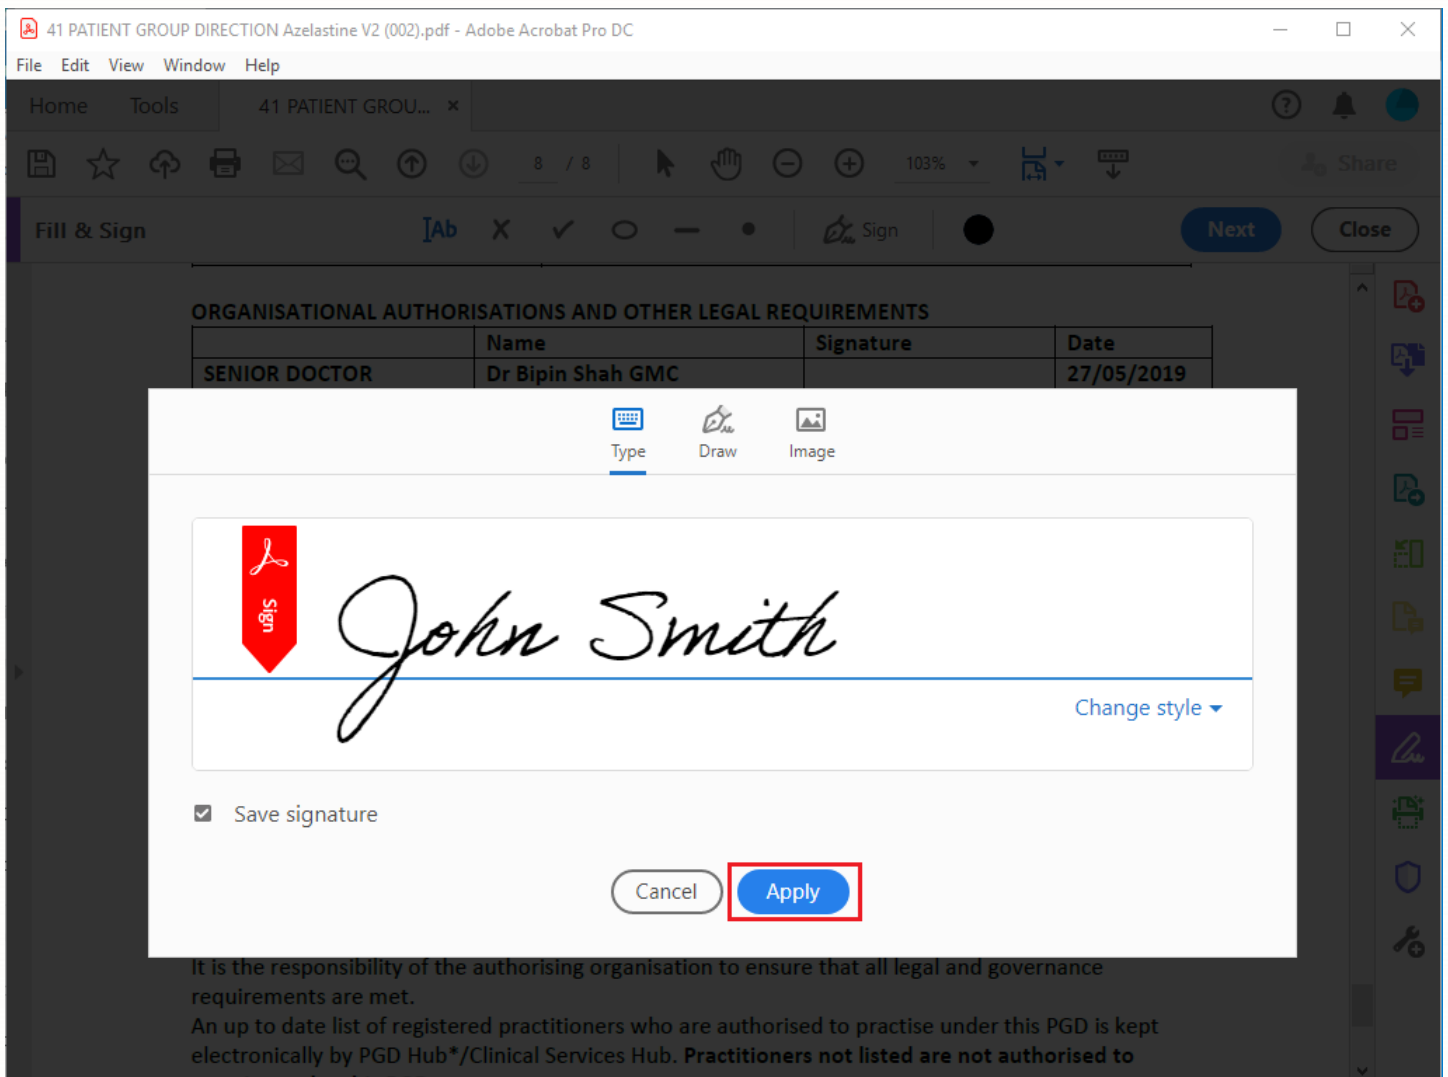 41 PATIENT GROUP DIRECTION Azelastine V2 (002).pdf - Adobe Acrobat Pro DC
File Edit View Window Help
Home Tools 41 PATIENT GROU... ×
8 / 8 103% Share
Fill & Sign Ab Sign Next Close
ORGANISATIONAL AUTHORISATIONS AND OTHER LEGAL REQUIREMENTS
Name Signature Date
SENIOR DOCTOR Dr Bipin Shah GMC 27/05/2019
Type Draw Image
Sign
John Smith
Change style
Save signature
Cancel Apply
It is the responsibility of the authorising organisation to ensure that all legal and governance
requirements are met.
An up to date list of registered practitioners who are authorised to practise under this PGD is kept
electronically by PGD Hub*/Clinical Services Hub. Practitioners not listed are not authorised to